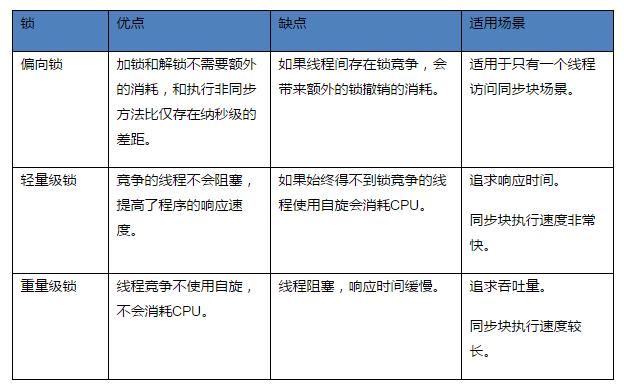 锁
优点
缺点
适用场景
偏向锁
加锁和解锁不需要额外
的消耗，和执行非同步
方法比仅存在纳秒级的
差距。
如果线程间存在锁竞争，会
带来额外的锁撤销的消耗。
适用于只有一个线程
访问同步块场景。
轻量级锁
竞争的线程不会阻塞，
提高了程序的响应速
度。
如果始终得不到锁竞争的线
程使用自旋会消耗CPU。
追求响应时间。
同步块执行速度非常
快。
重量级锁
线程竞争不使用自旋，
不会消耗CPU。
线程阻塞，响应时间缓慢。
追求吞吐量。
同步块执行速度较
长。